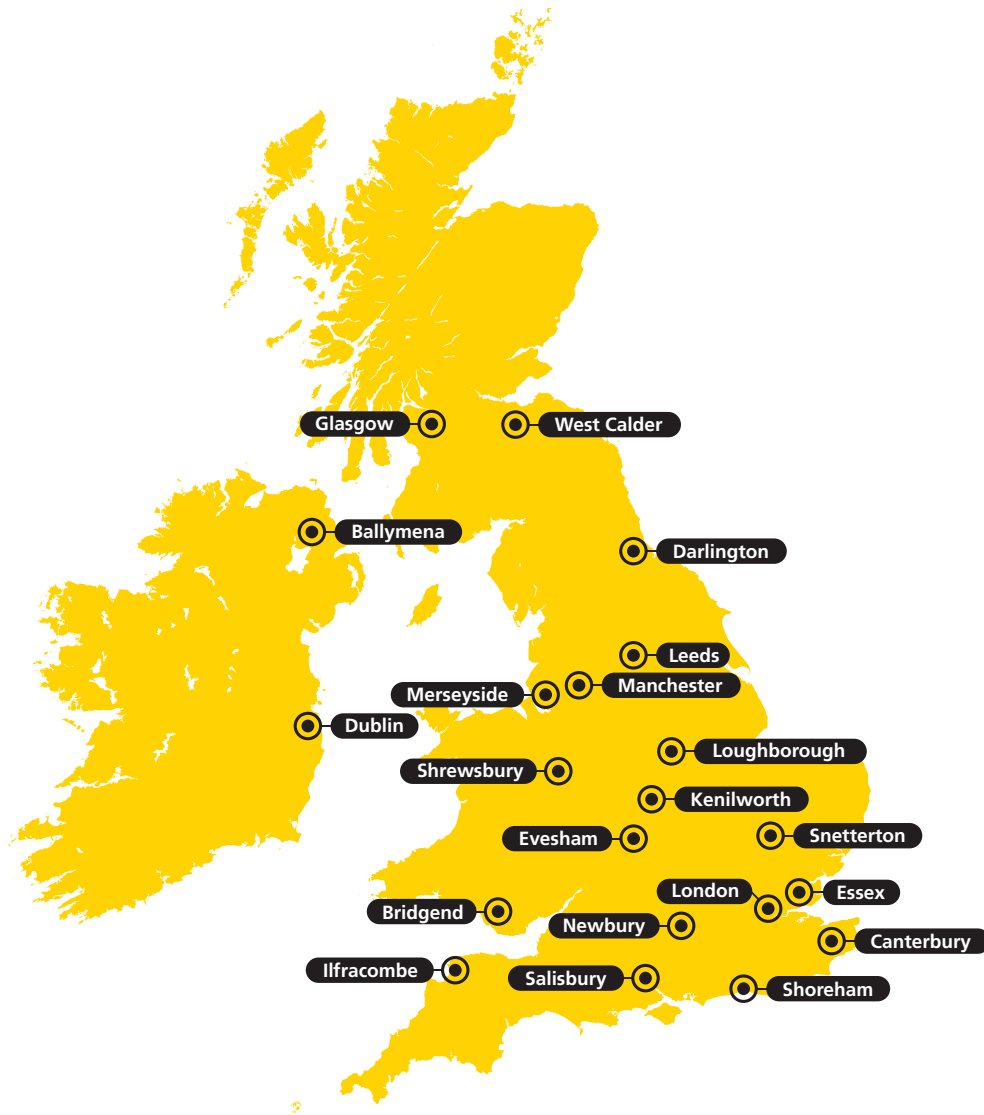 Glasgow
West Calder
Ballymena
Darlington
Leeds
Manchester
Merseyside
Dublin
Loughborough
Shrewsbury
Kenilworth
Snetterton
Evesham
London
Essex
Bridgend
Newbury
Canterbury
Ilfracombe
Salisbury
Shoreham